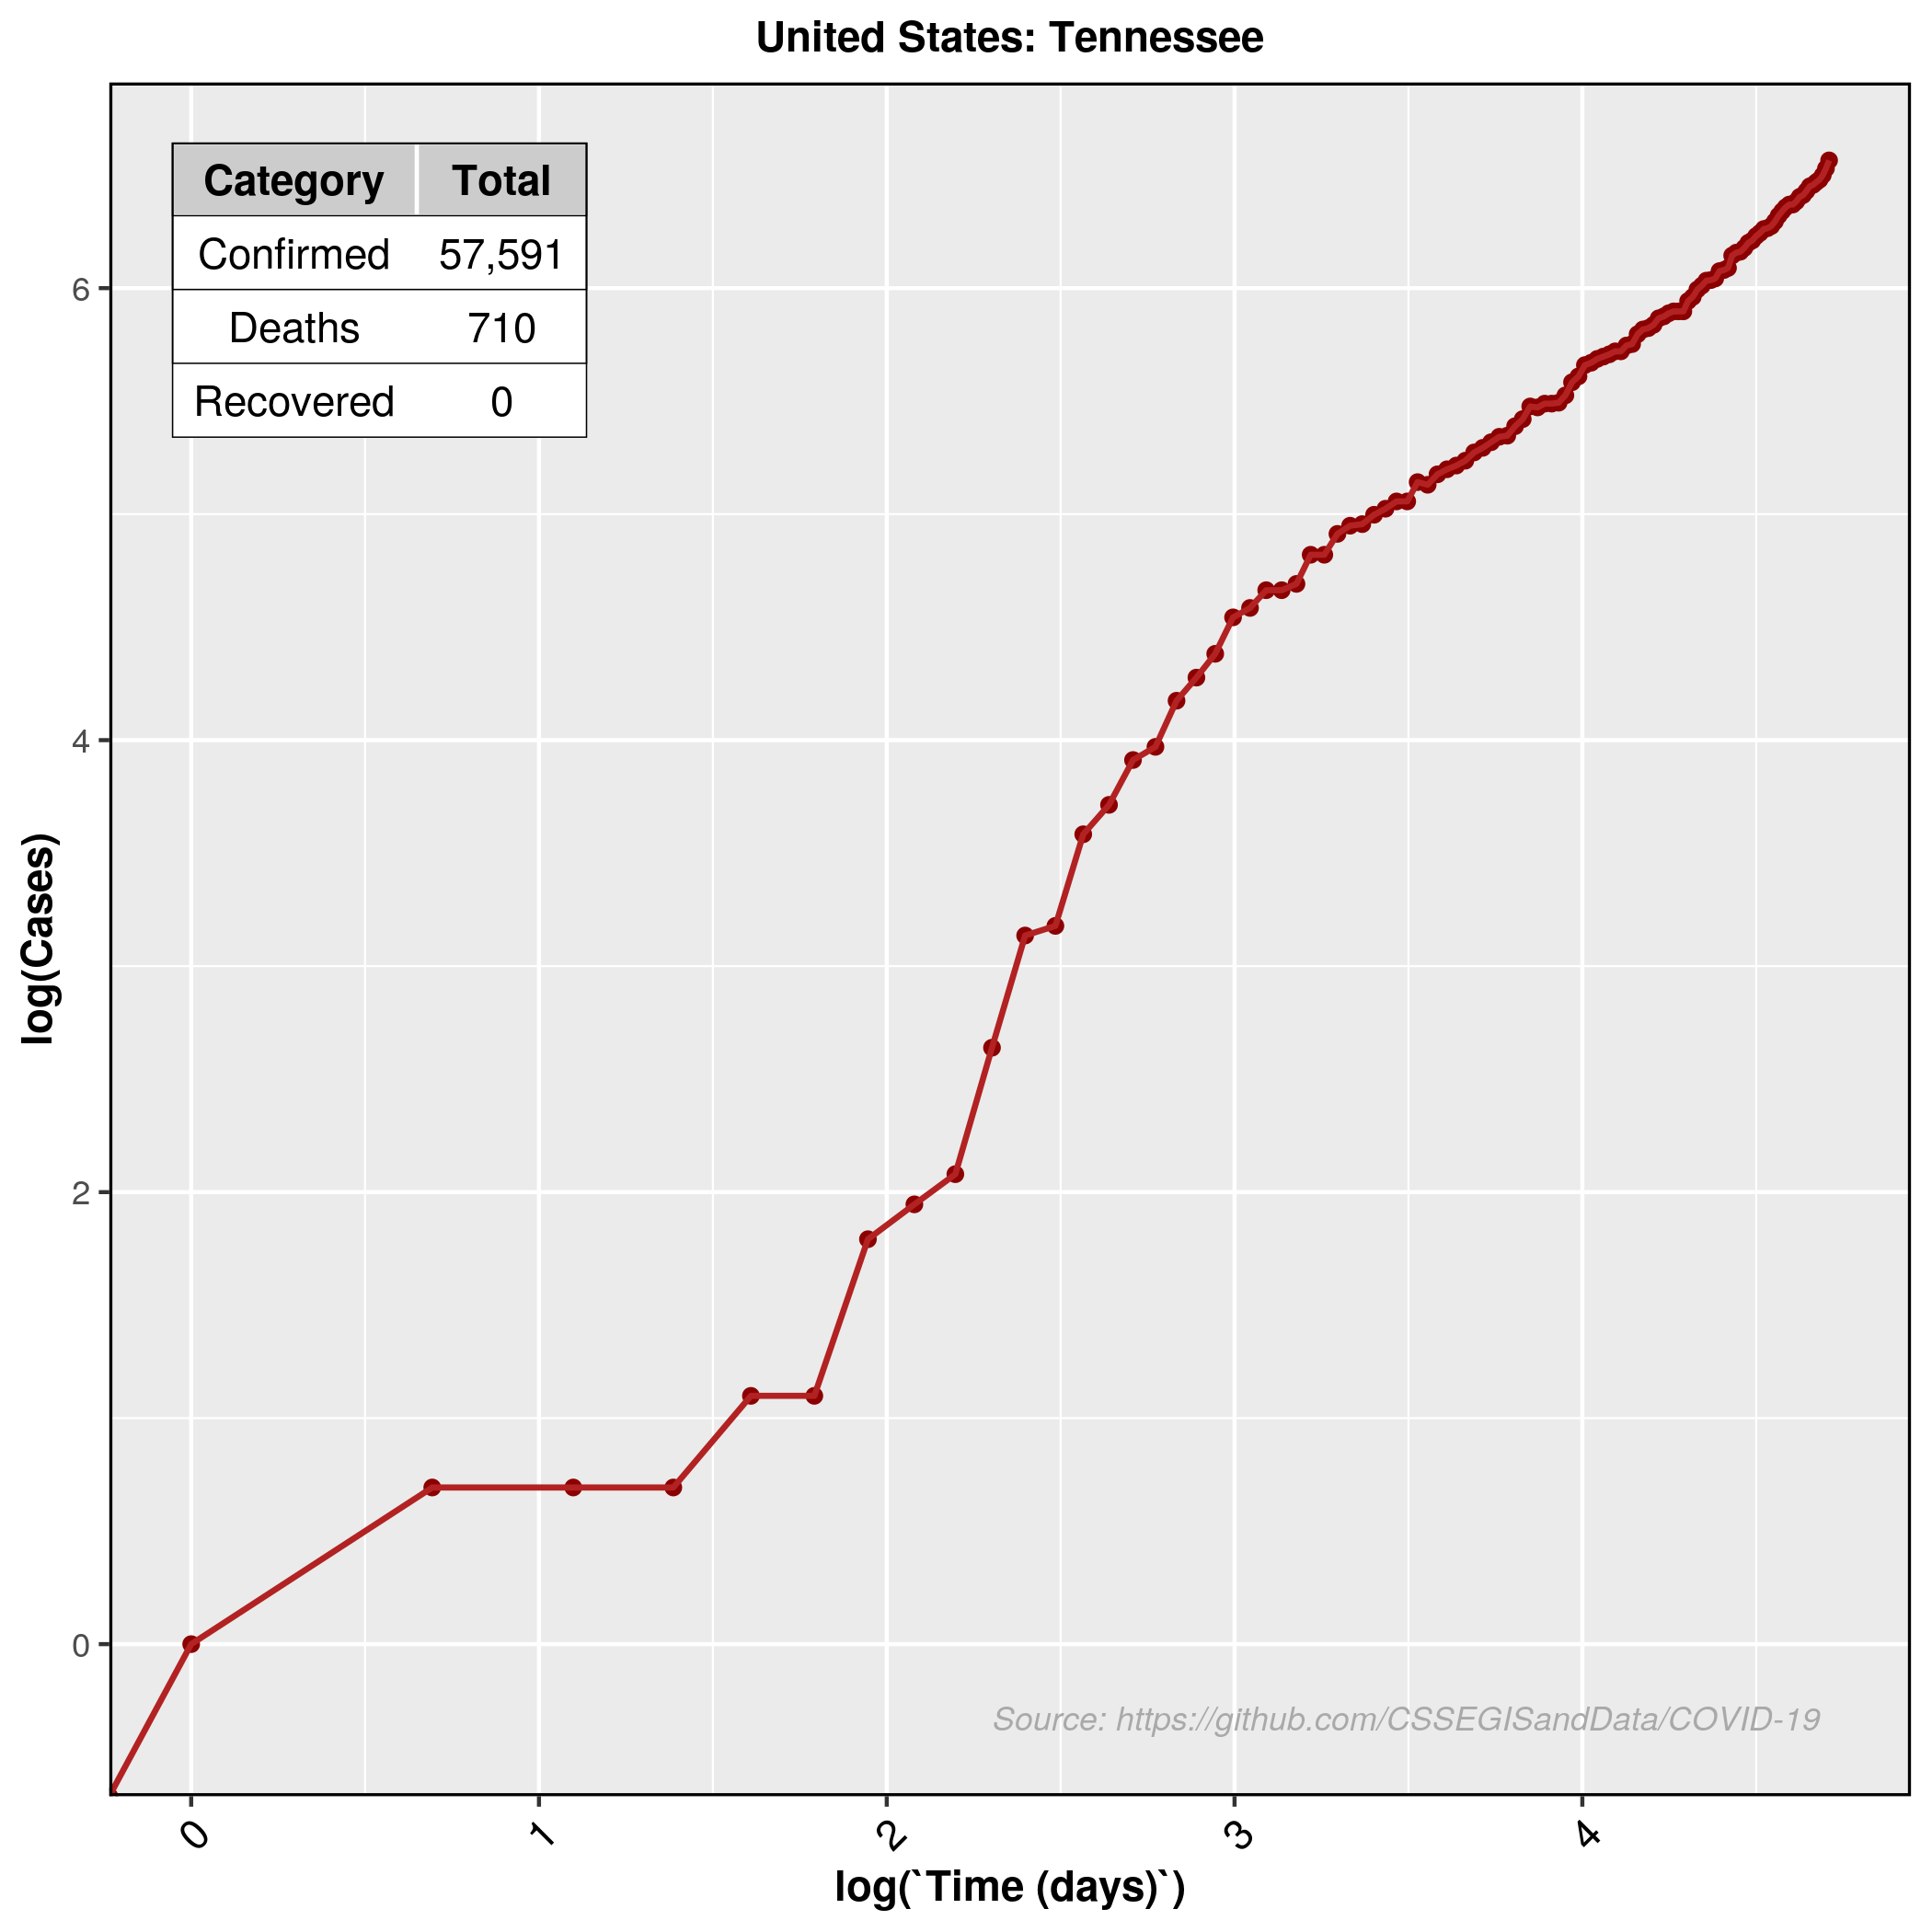 United States: Tennessee
Category Total
Confirmed 57,591
Deaths 710
Recovered 0
6
4
2
0
log(Cases)
Source: https://github.com/CSSEGISandData/COVID-19
0 1 2 3 4
log(`Time (days)`)